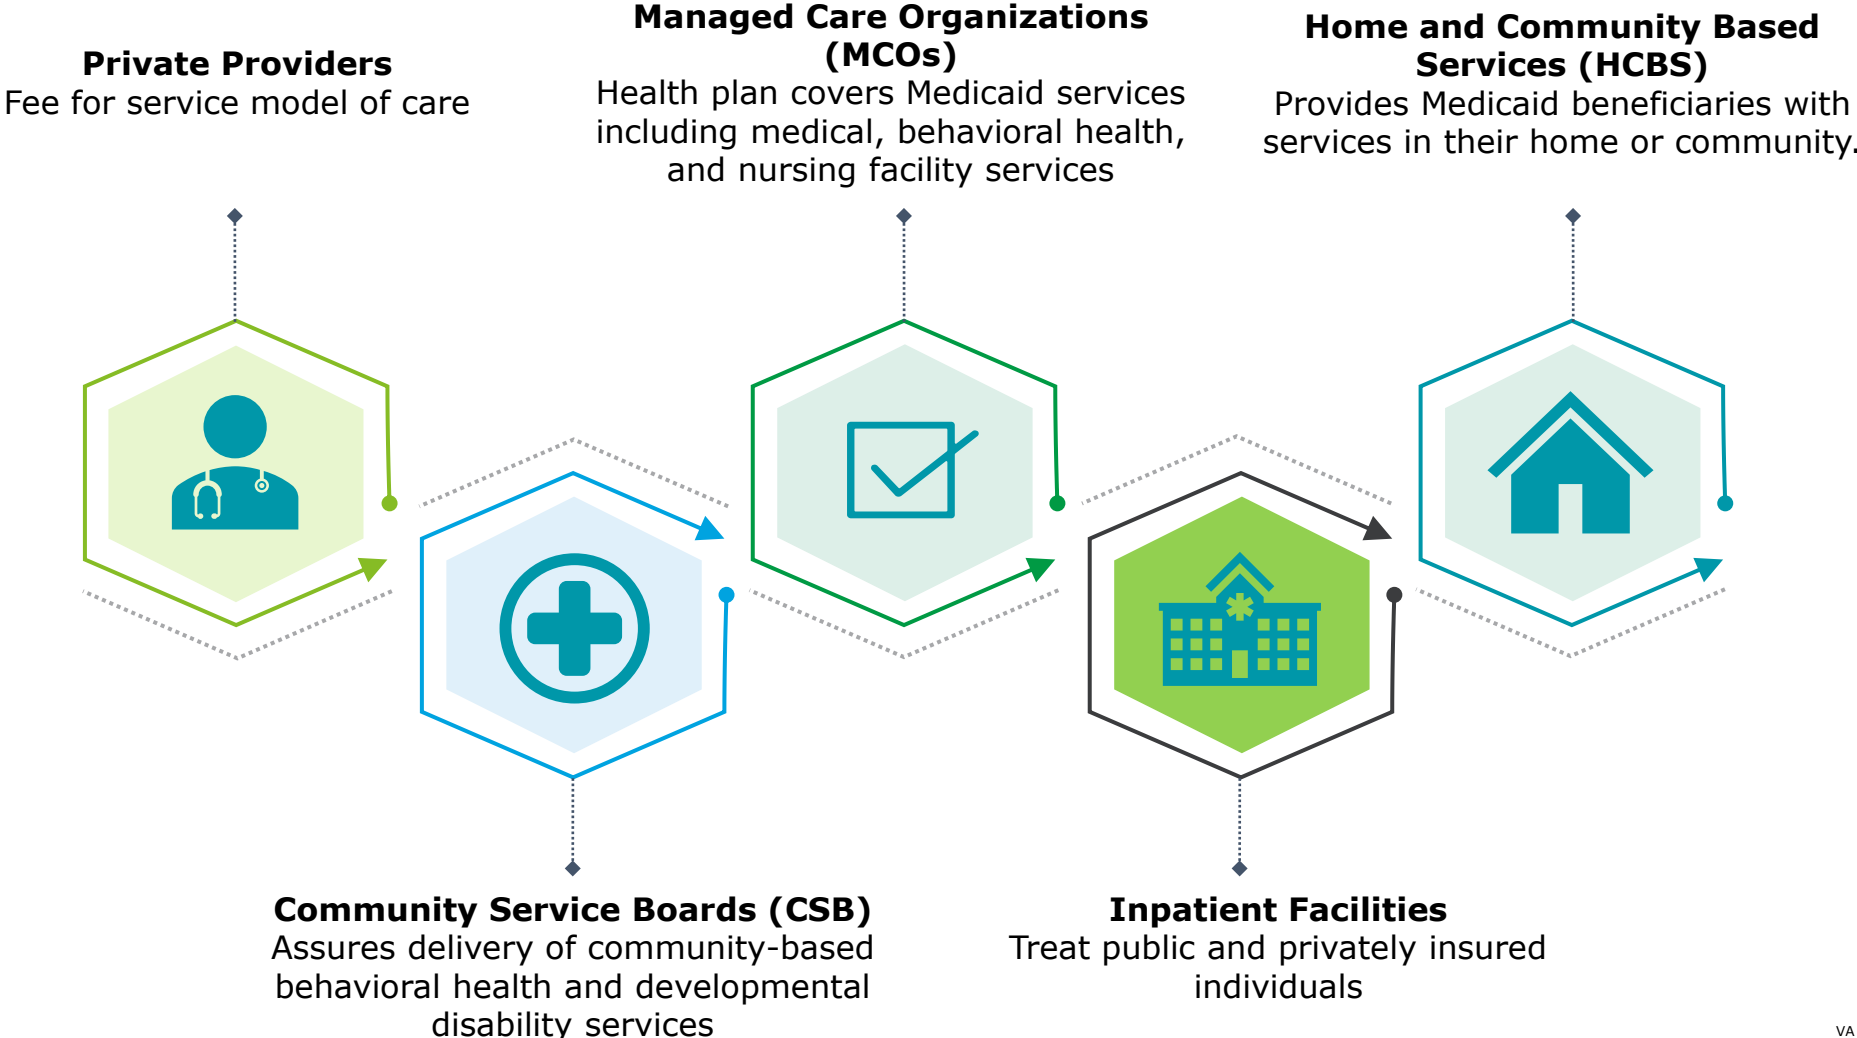 Private Providers
Fee for service model of care
Managed Care Organizations
(MCOs)
Health plan covers Medicaid services
including medical, behavioral health,
and nursing facility services
Home and Community Based
Services (HCBS)
Provides Medicaid beneficiaries with
services in their home or community.
Community Service Boards (CSB)
Assures delivery of community-based
behavioral health and developmental
disability services
Inpatient Facilities
Treat public and privately insured
individuals
VA